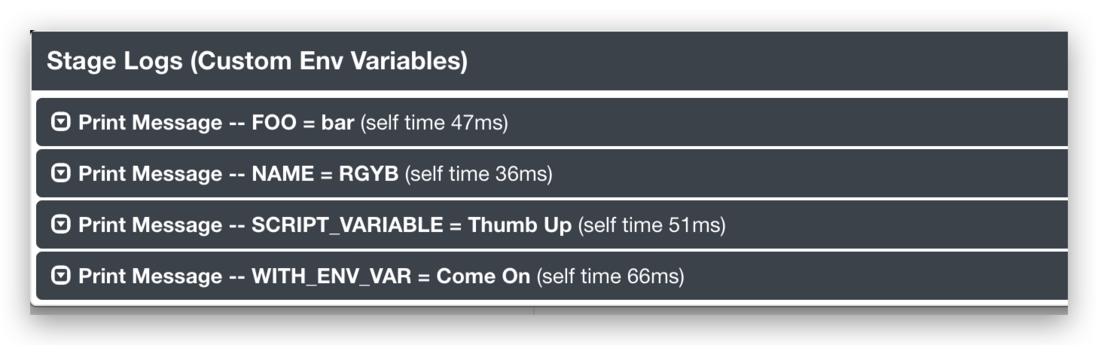 Stage Logs (Custom Env Variables)
Print Message -- FOO = bar (self time 47ms)
Print Message -- NAME = RGYB (self time 36ms)
Print Message -- SCRIPT_VARIABLE = Thumb Up (self time 51ms)
Print Message -- WITH_ENV_VAR = Come On (self time 66ms)